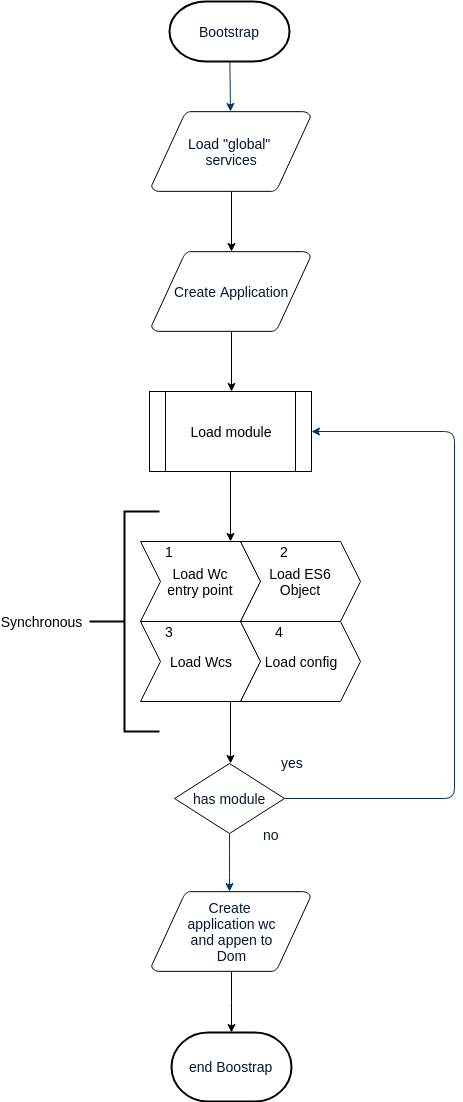 Bootstrap
Load "global"
services
Create Application
Load module
1
Load Wc
entry point
2
Load ES6
Object
Synchronous
3
Load Wcs
4
Load config
yes
has module
no
Create
application wc
and appen to
Dom
end Boostrap